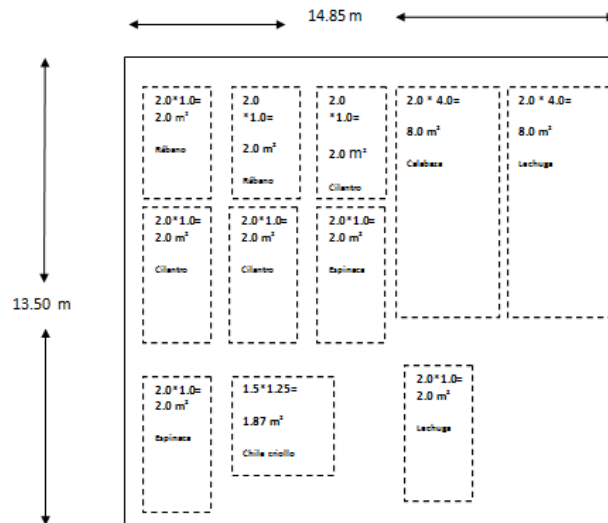 14.85 m
13.50 m
2.0*1.0=
2.0 m²
Rábano
2.0
*1.0=
2.0 m²
Rábano
2.0
*1.0=
2.0 m²
Cilantro
2.0 * 4.0=
8.0 m²
Calabaza
2.0 * 4.0=
8.0 m²
Lechuga
2.0*1.0=
2.0 m²
Cilantro
2.0*1.0=
2.0 m²
Cilantro
2.0*1.0=
2.0 m²
Espinaca
2.0*1.0=
2.0 m²
Espinaca
1.5*1.25=
1.87 m²
Chile criollo
2.0*1.0=
2.0 m²
Lechuga